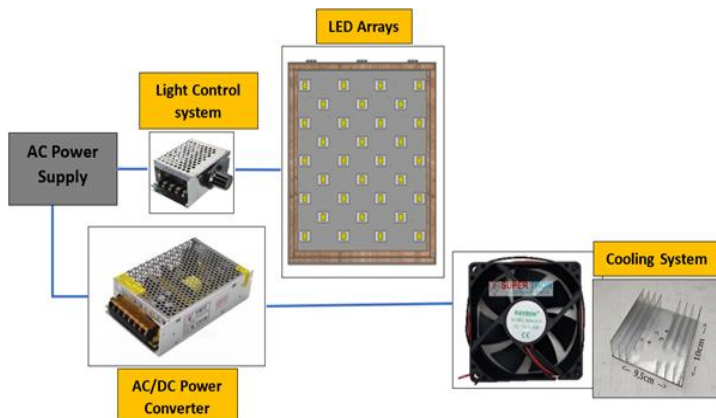 LED Arrays
Light Control
system
AC Power
Supply
Cooling System
SUPER
AC/DC Power
Converter
<-- 9.5cm -->
<-- 10cm -->